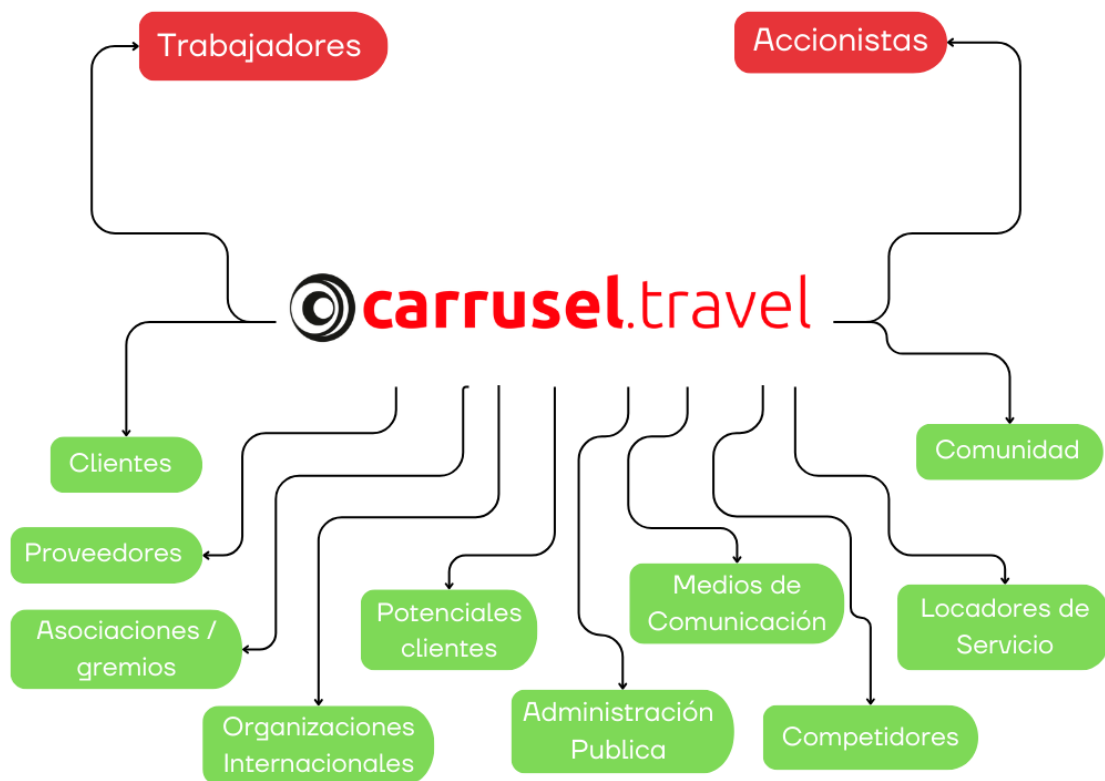 Trabajadores
Accionistas
carrusel.travel
Clientes
Comunidad
Proveedores
Asociaciones /
gremios
Potenciales
clientes
Medios de
Comunicación
Locadores de
Servicio
Organizaciones
Internacionales
Administración
Publica
Competidores